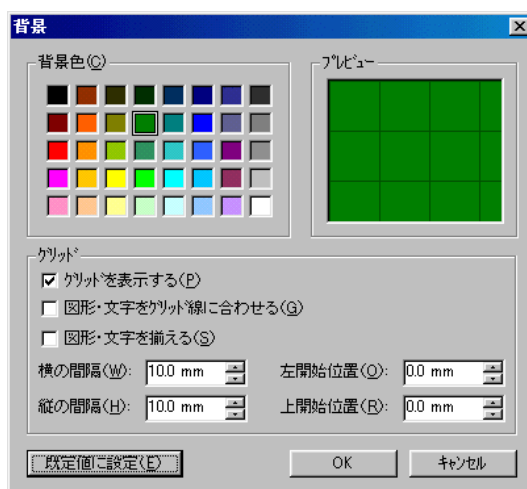 背景
背景色(C)
ﾌﾟﾚﾋﾞｭｰ
ｸﾞﾘｯﾄﾞ
ｸﾞﾘｯﾄﾞを表示する(P)
図形・文字をｸﾞﾘｯﾄﾞ線に合わせる(G)
図形・文字を揃える(S)
横の間隔(W): 10.0 mm 左開始位置(O): 0.0 mm
縦の間隔(H): 10.0 mm 上開始位置(R): 0.0 mm
既定値に設定(E) OK ｷｬﾝｾﾙ